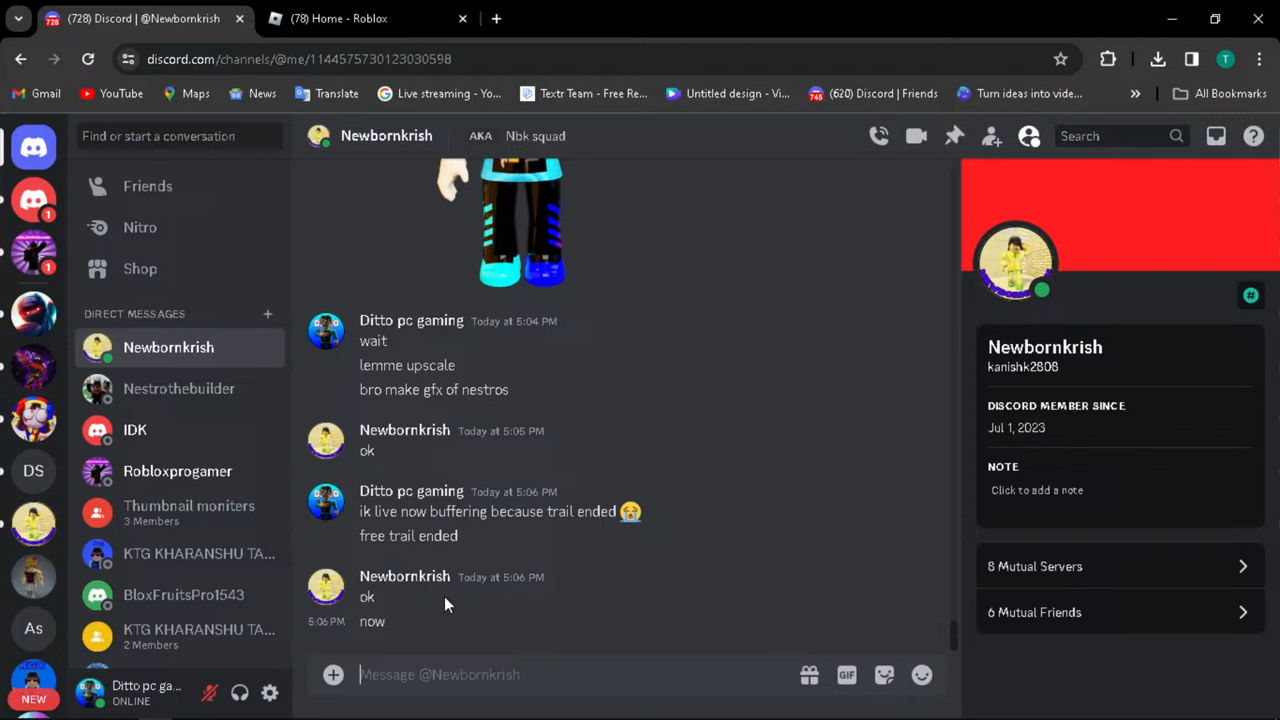 (728) Discord | @Newbornkrish
(78) Home - Roblox
discord.com/channels/@me/1144575730123030598
Gmail
YouTube
Maps
News
Translate
Live streaming - Yo...
Textr Team - Free Re...
Untitled design - Vi...
(620) Discord | Friends
Turn ideas into vide...
All Bookmarks
Find or start a conversation
Newbornkrish
AKA Nbk squad
Search
Friends
Nitro
Shop
DIRECT MESSAGES
Newbornkrish
Nestrothebuilder
IDK
Robloxprogamer
Thumbnail moniters
3 Members
KTG KHARANSHU TA...
BloxFruitsPro1543
KTG KHARANSHU TA...
2 Members
Ditto pc ga...
ONLINE
DS
As
NEW
1
1
Ditto pc gaming Today at 5:04 PM
wait
lemme upscale
bro make gfx of nestros
Newbornkrish Today at 5:05 PM
ok
Ditto pc gaming Today at 5:06 PM
ik live now buffering because trail ended
free trail ended
Newbornkrish Today at 5:06 PM
ok
5:06 PM now
Message @Newbornkrish
GIF
Newbornkrish
kanishk2808
DISCORD MEMBER SINCE
Jul 1, 2023
NOTE
Click to add a note
8 Mutual Servers
6 Mutual Friends